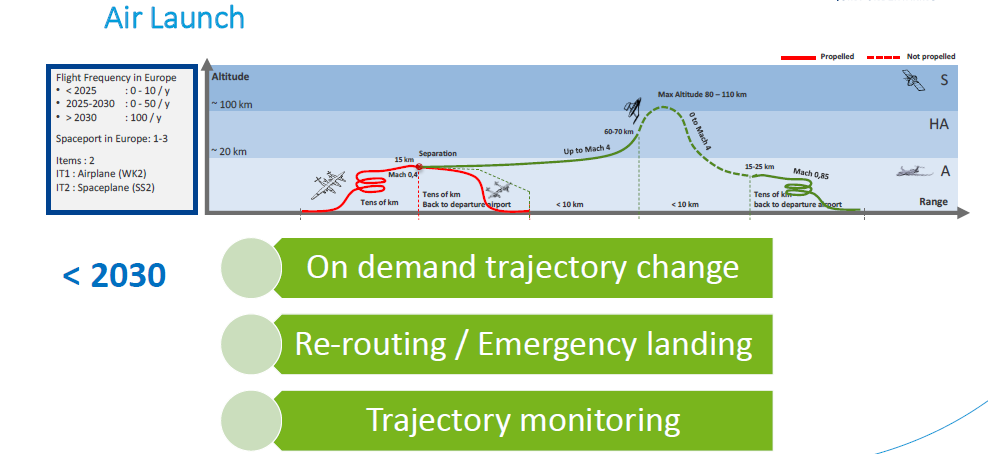 Air Launch
Propelled
Not propelled
Flight Frequency in Europe
• < 2025 : 0 - 10 / y
• 2025-2030 : 0 - 50 / y
• > 2030 : 100 / y
Spaceport in Europe: 1-3
Items : 2
IT1 : Airplane (WK2)
IT2 : Spaceplane (SS2)
Altitude
~ 100 km
~ 20 km
15 km
Separation
Mach 0,4
Tens of km
Tens of km
Back to departure airport
Up to Mach 4
60-70 km
Max Altitude 80 – 110 km
0 to Mach 4
< 10 km
< 10 km
15-25 km
Mach 0,85
Tens of km
back to departure airport
S
HA
A
Range
< 2030
On demand trajectory change
Re-routing / Emergency landing
Trajectory monitoring